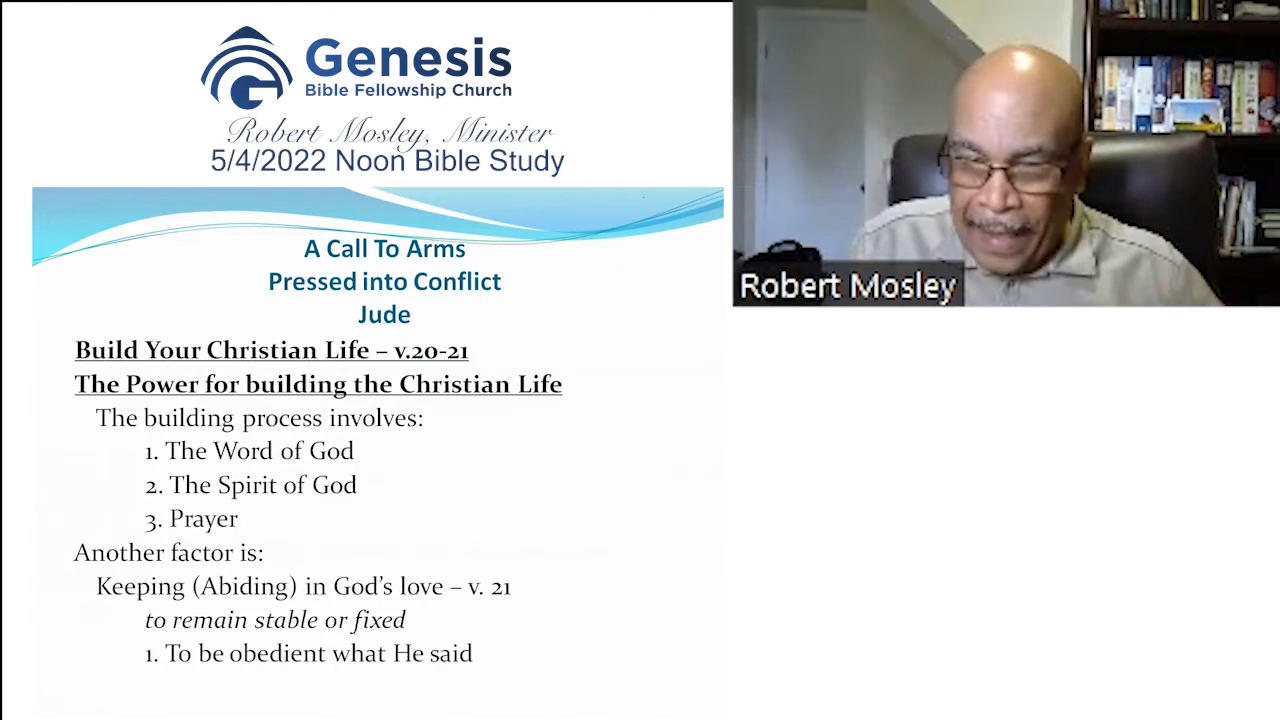 Genesis
Bible Fellowship Church
Robert Mosley, Minister
5/4/2022 Noon Bible Study
A Call To Arms
Pressed into Conflict
Jude
Build Your Christian Life – v.20-21
The Power for building the Christian Life
The building process involves:
1. The Word of God
2. The Spirit of God
3. Prayer
Another factor is:
Keeping (Abiding) in God's love – v. 21
to remain stable or fixed
1. To be obedient what He said
Robert Mosley